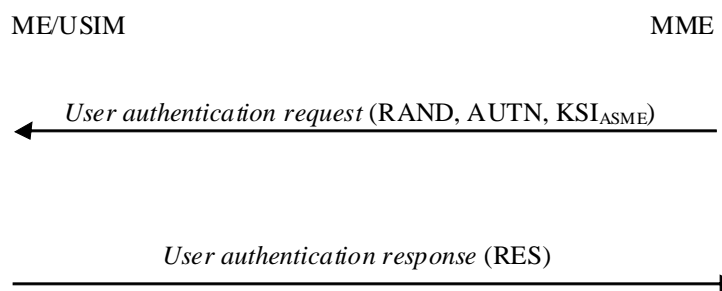 ME/USIM MME
User authentication request (RAND, AUTN, KSIASME)
User authentication response (RES)